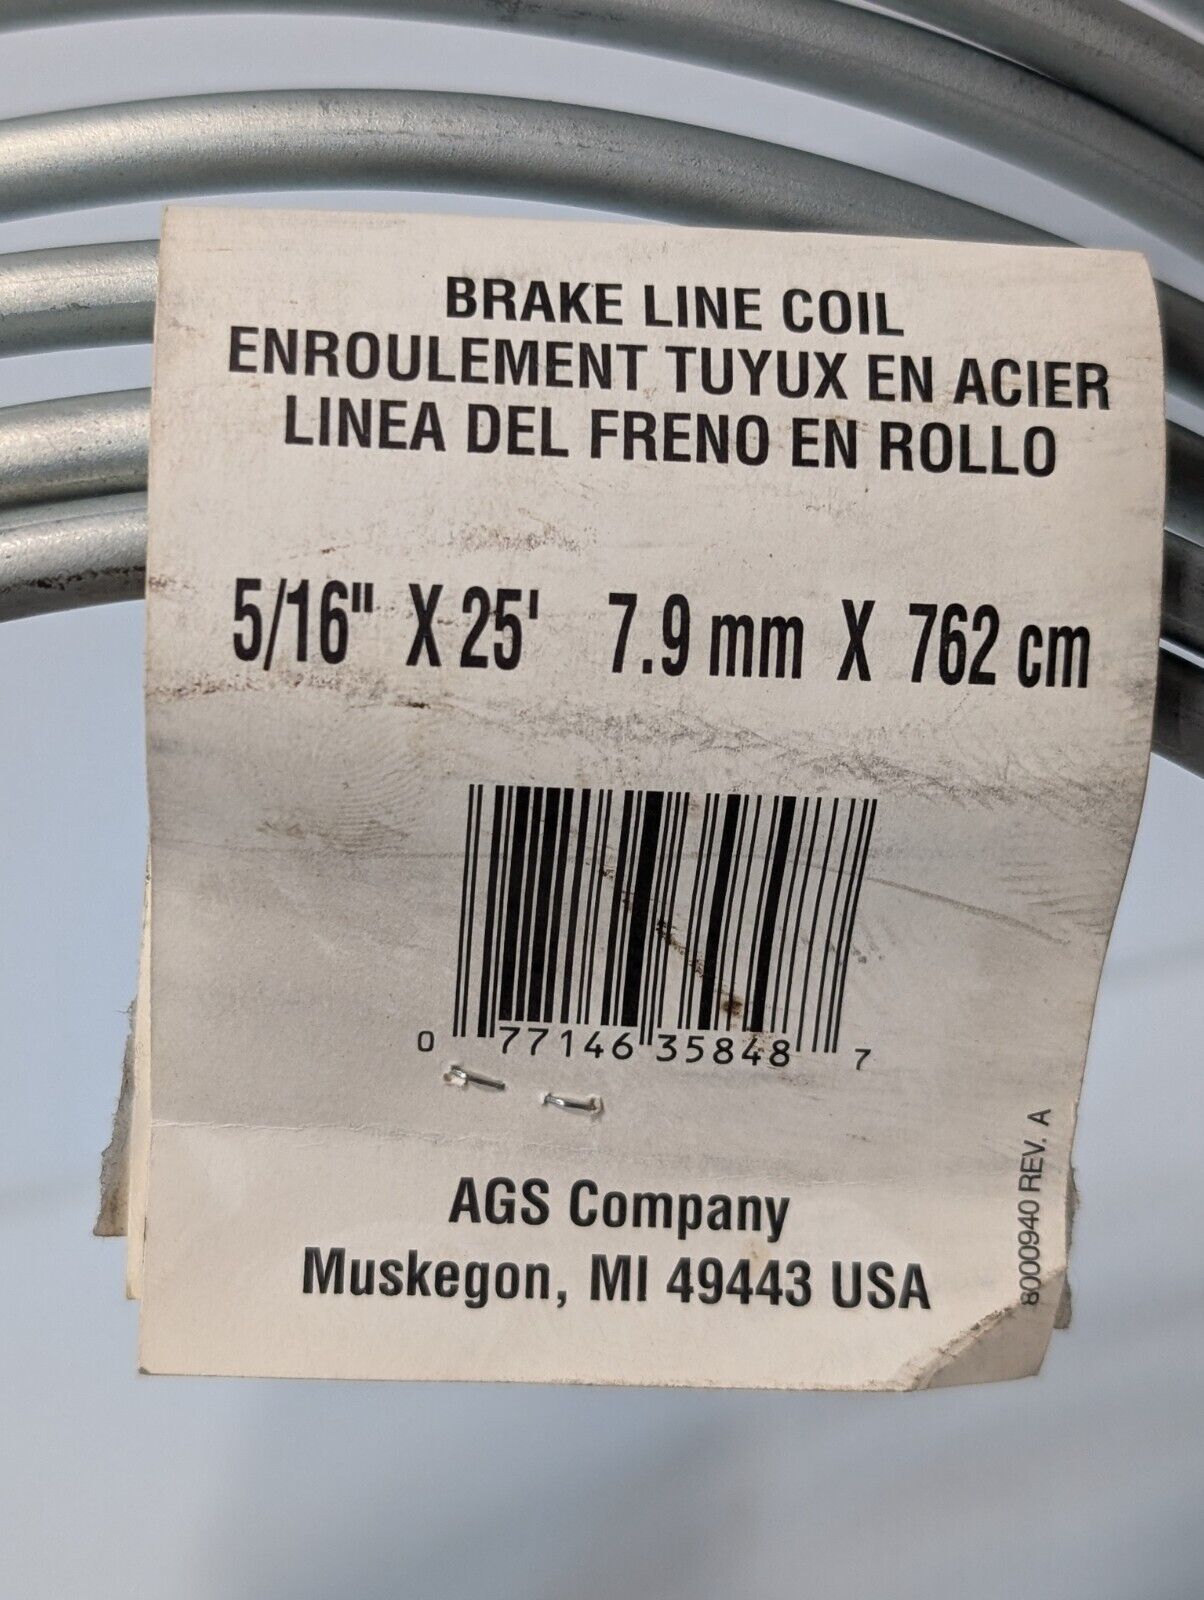 BRAKE LINE COIL
ENROULEMENT TUYUX EN ACIER
LINEA DEL FRENO EN ROLLO
5/16" X 25' 7.9 mm X 762 cm
0 77146 35848 7
AGS Company
Muskegon, MI 49443 USA
8000940 REV. A